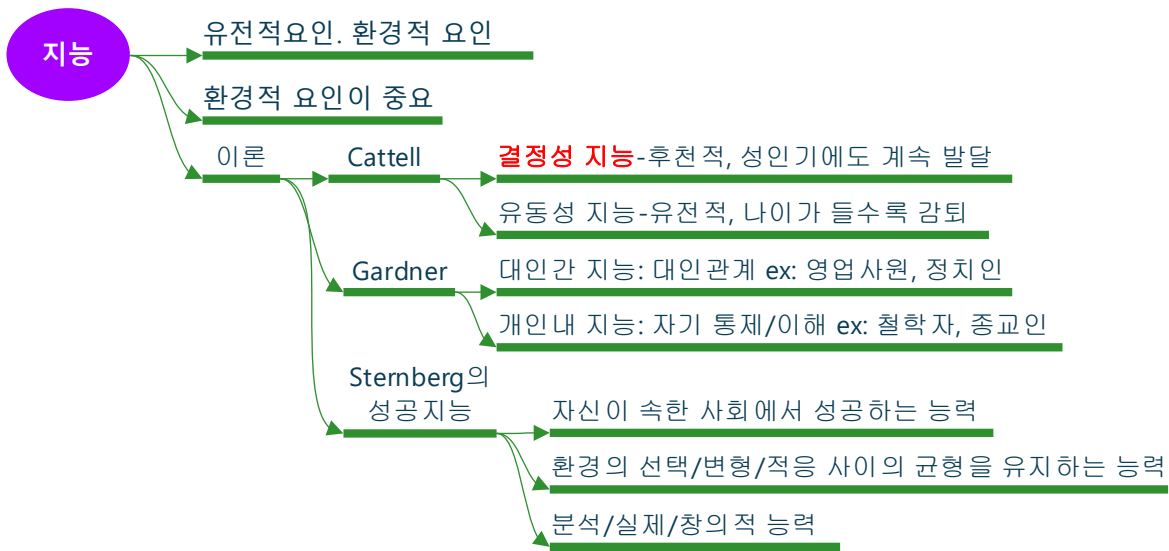 지능
유전적요인. 환경적 요인
환경적 요인이 중요
이론
Cattell
결정성 지능-후천적, 성인기에도 계속 발달
유동성 지능-유전적, 나이가 들수록 감퇴
Gardner
대인간 지능: 대인관계 ex: 영업사원, 정치인
개인내 지능: 자기 통제/이해 ex: 철학자, 종교인
Sternberg의
성공지능
자신이 속한 사회에서 성공하는 능력
환경의 선택/변형/적응 사이의 균형을 유지하는 능력
분석/실제/창의적 능력